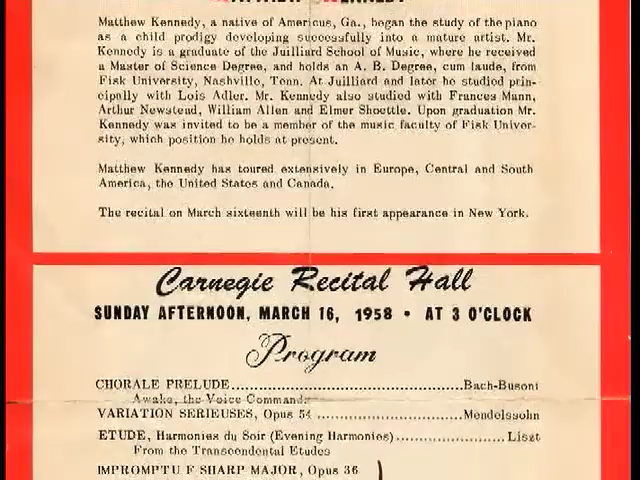 Matthew Kennedy, a native of Americus, Ga., began the study of the piano
as a child prodigy developing successfully into a mature artist. Mr.
Kennedy is a graduate of the Juilliard School of Music, where he received
a Master of Science Degree, and holds an A. B. Degree, cum laude, from
Fisk University, Nashville, Tenn. At Juilliard and later he studied prin-
cipally with Lois Adler. Mr. Kennedy also studied with Frances Mann,
Arthur Newstead, William Allen and Elmer Shoettle. Upon graduation Mr.
Kennedy was invited to be a member of the music faculty of Fisk Univer-
sity, which position he holds at present.
Matthew Kennedy has toured extensively in Europe, Central and South
America, the United States and Canada.
The recital on March sixteenth will be his first appearance in New York.
Carnegie Recital Hall
SUNDAY AFTERNOON, MARCH 16, 1958 • AT 3 O'CLOCK
Program
CHORALE PRELUDE..........Bach-Busoni
Awake, the Voice Commands
VARIATION SERIEUSES, Opus 54..........Mendelssohn
ETUDE, Harmonies du Soir (Evening Harmonies)..........Liszt
From the Transcendental Etudes
IMPROMPTU F SHARP MAJOR, Opus 36